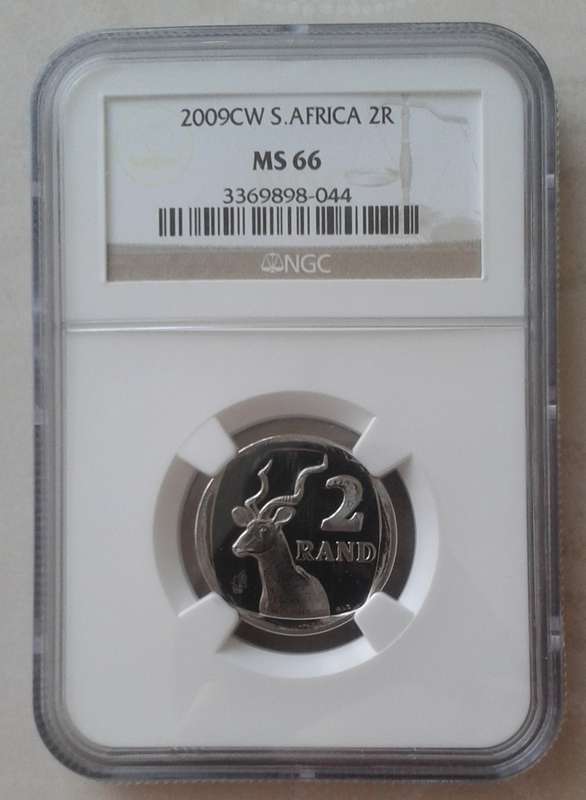 2009CW S.AFRICA 2R
MS 66
3369898-044
NGC
2
RAND